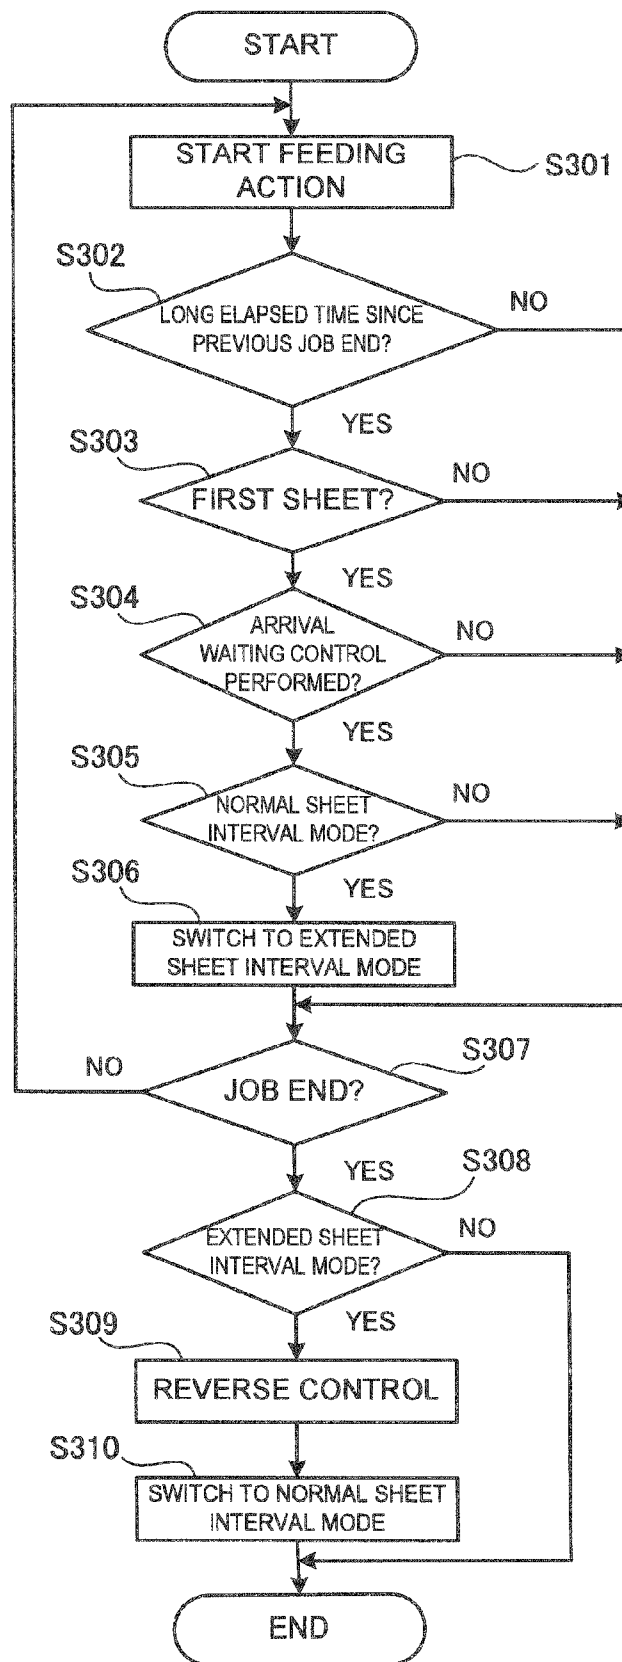 START
START FEEDING
ACTION
S301
S302
LONG ELAPSED TIME SINCE
PREVIOUS JOB END?
NO
YES
S303
FIRST SHEET?
NO
YES
S304
ARRIVAL
WAITING CONTROL
PERFORMED?
NO
YES
S305
NORMAL SHEET
INTERVAL MODE?
NO
YES
S306
SWITCH TO EXTENDED
SHEET INTERVAL MODE
S307
JOB END?
NO
YES
S308
EXTENDED SHEET
INTERVAL MODE?
NO
YES
S309
REVERSE CONTROL
S310
SWITCH TO NORMAL SHEET
INTERVAL MODE
END